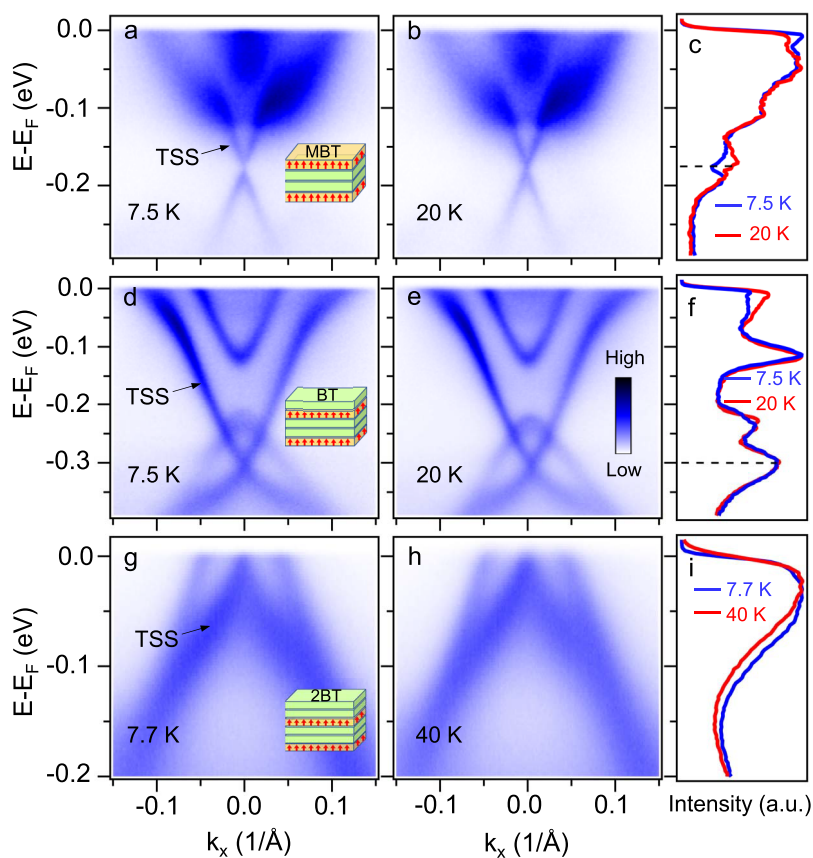 a
b
c
0.0
-0.1
-0.2
E-E_F (eV)
TSS
MBT
7.5 K
20 K
7.5 K
20 K
d
e
f
0.0
-0.1
-0.2
-0.3
E-E_F (eV)
TSS
BT
7.5 K
High
Low
20 K
7.5 K
20 K
g
h
i
0.0
-0.1
-0.2
E-E_F (eV)
TSS
2BT
7.7 K
40 K
7.7 K
40 K
-0.1 0.0 0.1
-0.1 0.0 0.1
k_x (1/Å)
k_x (1/Å)
Intensity (a.u.)